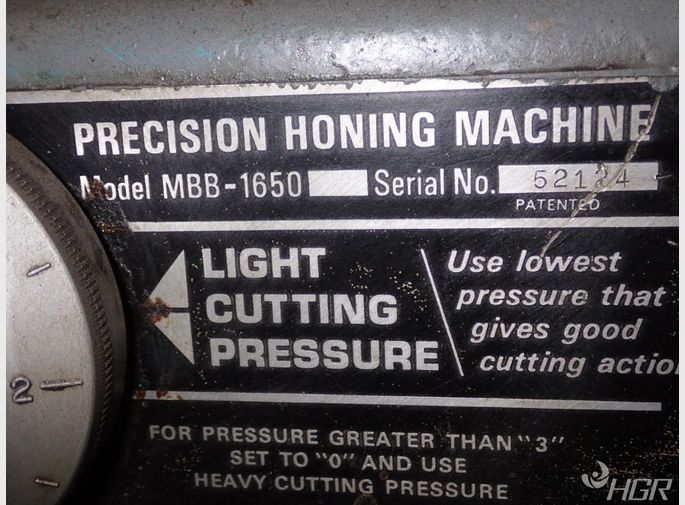 PRECISION HONING MACHINE
Model MBB-1650 Serial No. 52124
PATENTED
LIGHT
CUTTING
PRESSURE
Use lowest
pressure that
gives good
cutting actio
2
FOR PRESSURE GREATER THAN "3"
SET TO "0" AND USE
HEAVY CUTTING PRESSURE
HGR